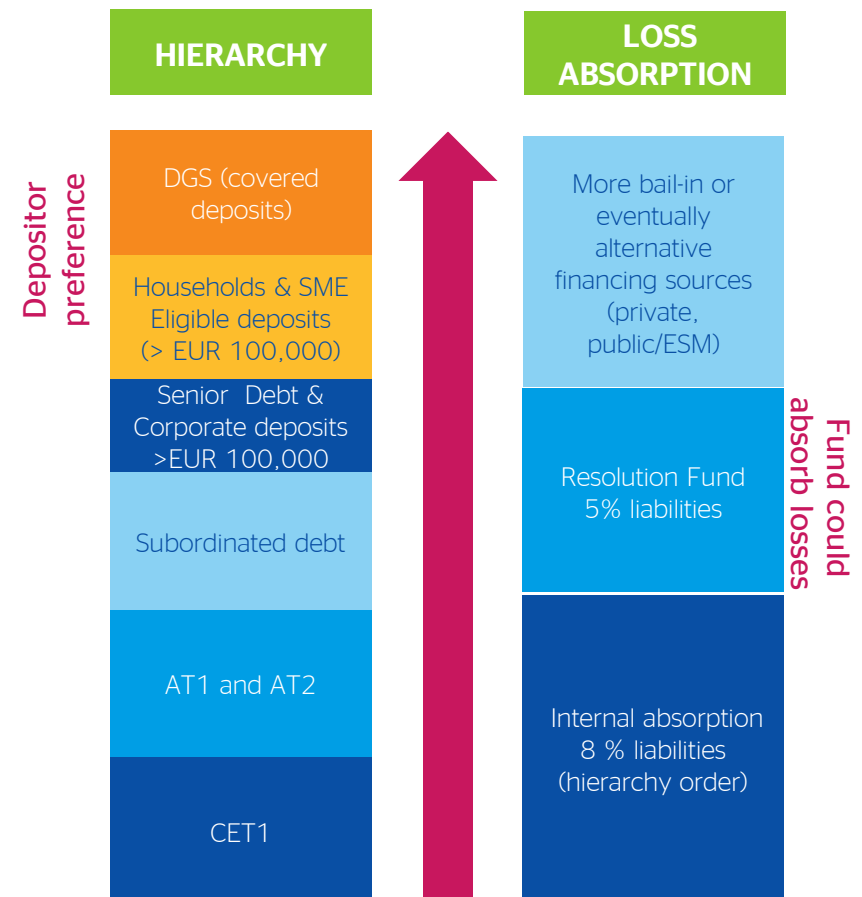 HIERARCHY
Depositor
preference
DGS (covered
deposits)
Households & SME
Eligible deposits
(> EUR 100,000)
Senior Debt &
Corporate deposits
>EUR 100,000
Subordinated debt
AT1 and AT2
CET1
LOSS
ABSORPTION
More bail-in or
eventually
alternative
financing sources
(private,
public/ESM)
Resolution Fund
5% liabilities
Fund could
absorb losses
Internal absorption
8 % liabilities
(hierarchy order)